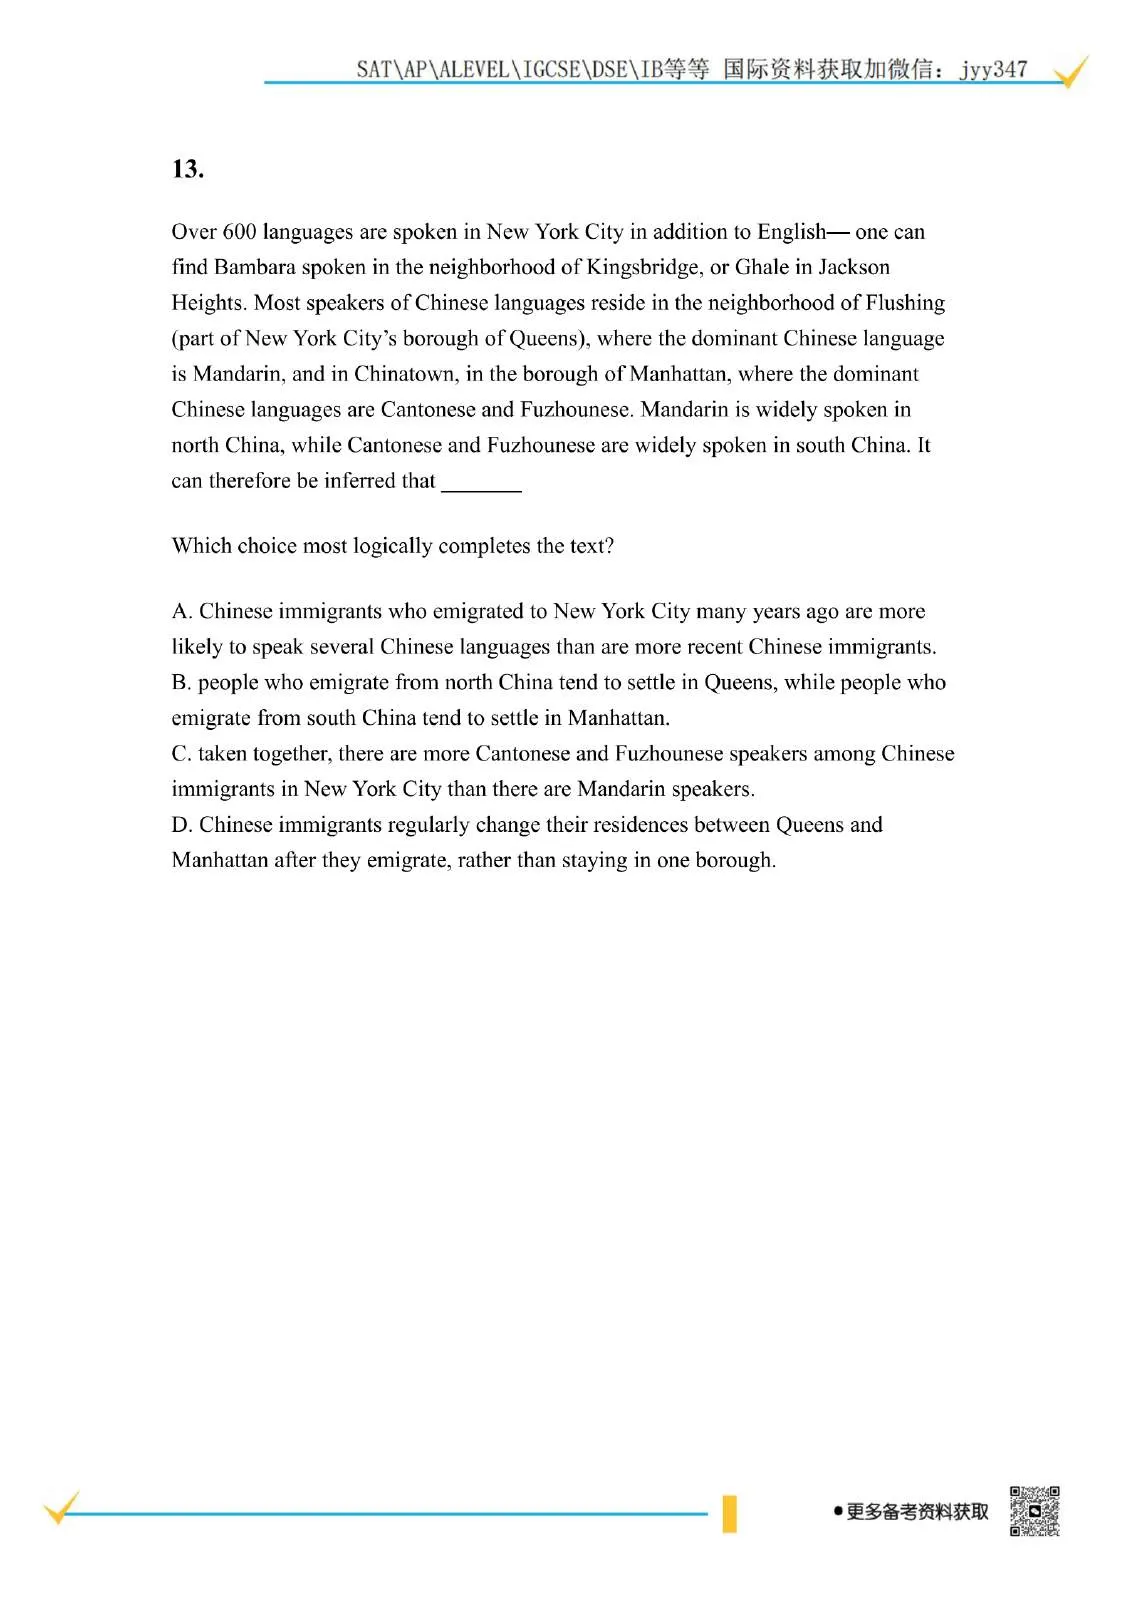 SAT\AP\ALEVEL\IGCSE\DSE\IB等等 国际资料获取加微信: jyy347
13.
Over 600 languages are spoken in New York City in addition to English— one can
find Bambara spoken in the neighborhood of Kingsbridge, or Ghale in Jackson
Heights. Most speakers of Chinese languages reside in the neighborhood of Flushing
(part of New York City’s borough of Queens), where the dominant Chinese language
is Mandarin, and in Chinatown, in the borough of Manhattan, where the dominant
Chinese languages are Cantonese and Fuzhounese. Mandarin is widely spoken in
north China, while Cantonese and Fuzhounese are widely spoken in south China. It
can therefore be inferred that _______
Which choice most logically completes the text?
A. Chinese immigrants who emigrated to New York City many years ago are more
likely to speak several Chinese languages than are more recent Chinese immigrants.
B. people who emigrate from north China tend to settle in Queens, while people who
emigrate from south China tend to settle in Manhattan.
C. taken together, there are more Cantonese and Fuzhounese speakers among Chinese
immigrants in New York City than there are Mandarin speakers.
D. Chinese immigrants regularly change their residences between Queens and
Manhattan after they emigrate, rather than staying in one borough.
•更多备考资料获取